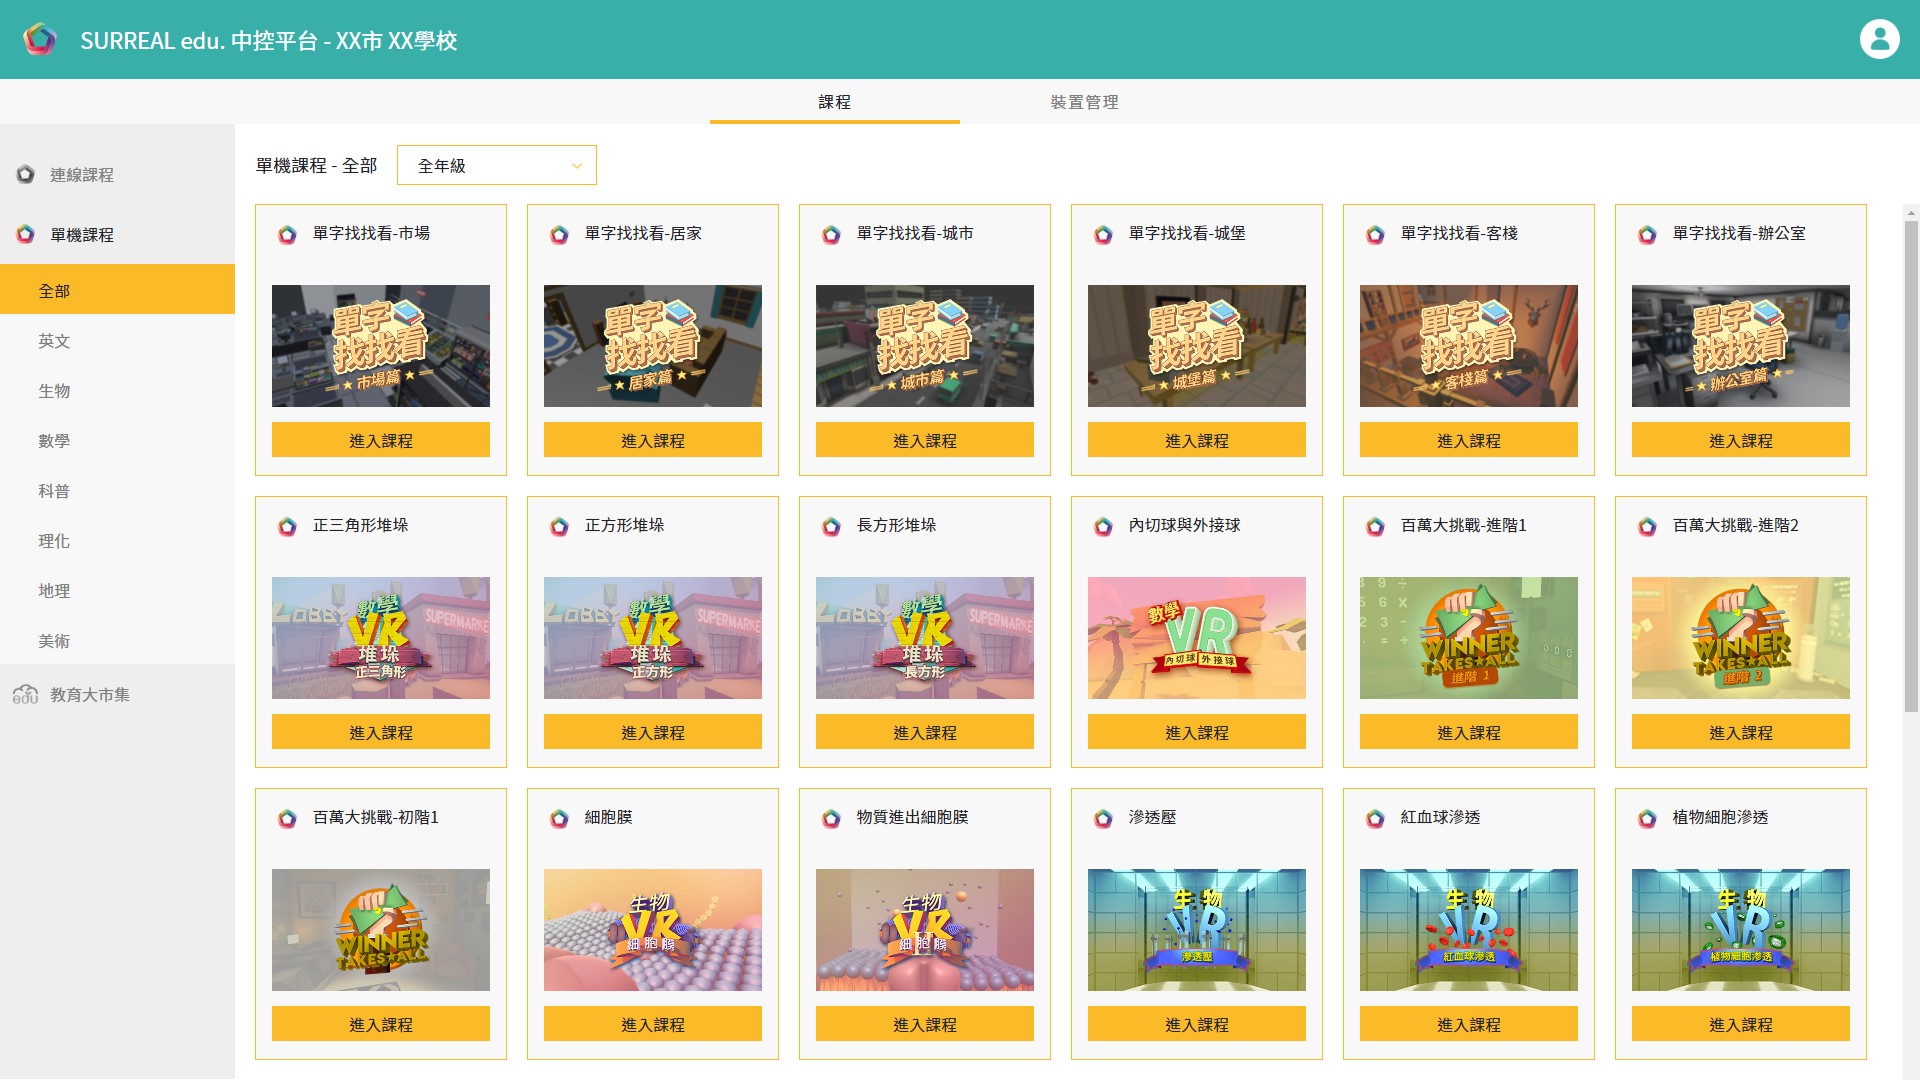 SURREAL edu. 中控平台 - XX市 XX學校
課程
裝置管理
連線課程
單機課程
全部
英文
生物
數學
科普
理化
地理
美術
edu 教育大市集
單機課程 - 全部
全年級
單字找找看-市場
單字找找看-居家
單字找找看-城市
單字找找看-城堡
單字找找看-客棧
單字找找看-辦公室
單字
找找看
市場篇
單字
找找看
居家篇
單字
找找看
城市篇
單字
找找看
城堡篇
單字
找找看
客棧篇
單字
找找看
辦公室篇
進入課程
進入課程
進入課程
進入課程
進入課程
進入課程
正三角形堆垛
正方形堆垛
長方形堆垛
內切球與外接球
百萬大挑戰-進階1
百萬大挑戰-進階2
LOBBY
SUPERMARKE
數學
VR
堆垛
正三角形
LOBBY
SUPERMARKE
數學
VR
堆垛
正方形
LOBBY
SUPERMARKE
數學
VR
堆垛
長方形
數學
VR
內切球 外接球
WINNER
TAKES★ALL
進階 1
WINNER
TAKES★ALL
進階 2
進入課程
進入課程
進入課程
進入課程
進入課程
進入課程
百萬大挑戰-初階1
細胞膜
物質進出細胞膜
滲透壓
紅血球滲透
植物細胞滲透
WINNER
TAKES★ALL
生物
VR
細胞膜
生物
VR
II
細胞膜
生物
VR
滲透壓
生物
VR
紅血球滲透
生物
VR
植物細胞滲透
進入課程
進入課程
進入課程
進入課程
進入課程
進入課程